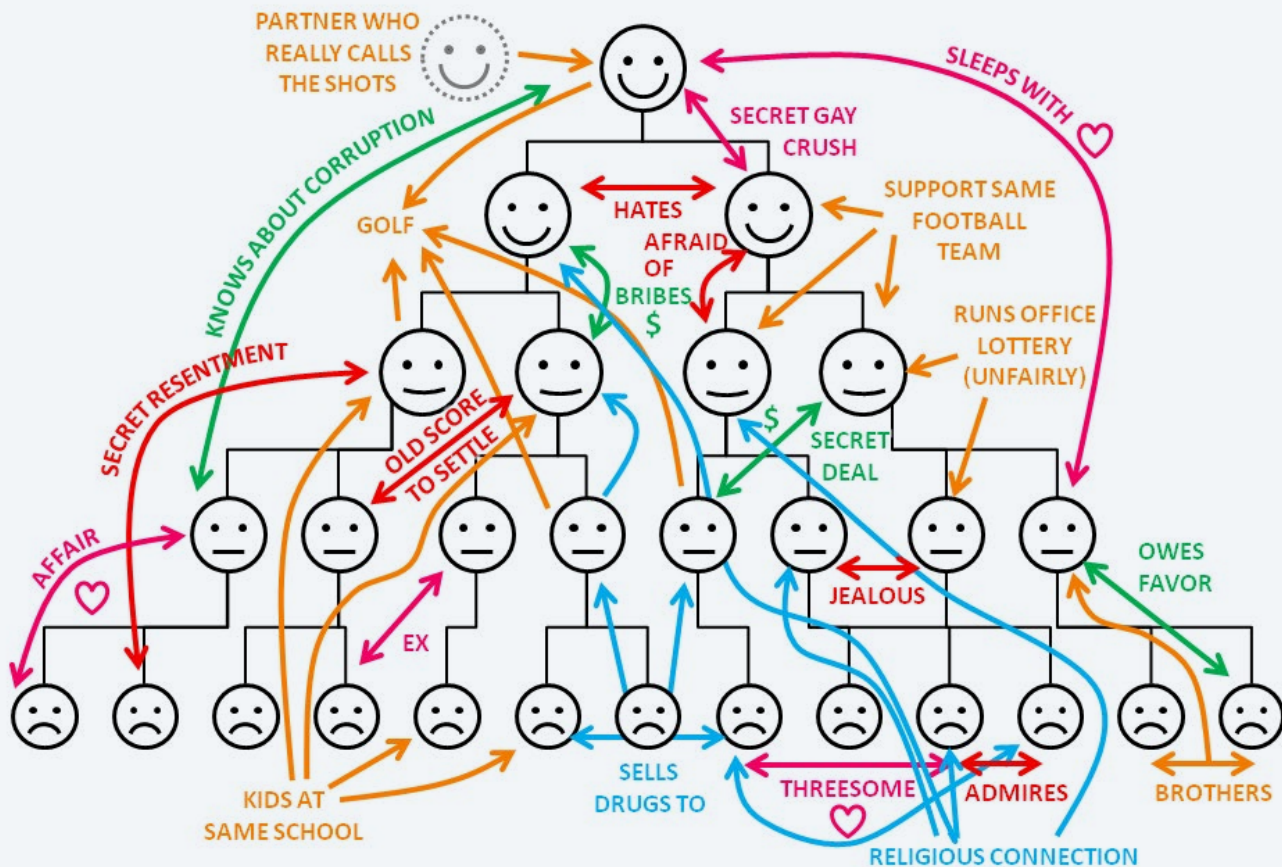 PARTNER WHO
REALLY CALLS
THE SHOTS
SLEEPS WITH
SECRET GAY
CRUSH
KNOWS ABOUT CORRUPTION
HATES
GOLF
SUPPORT SAME
FOOTBALL
TEAM
AFRAID
OF
BRIBES
$
RUNS OFFICE
LOTTERY
(UNFAIRLY)
SECRET RESENTMENT
OLD SCORE
TO SETTLE
$
SECRET
DEAL
AFFAIR
OWES
FAVOR
JEALOUS
EX
SELLS
DRUGS TO
THREESOME
ADMIRES
BROTHERS
KIDS AT
SAME SCHOOL
RELIGIOUS CONNECTION